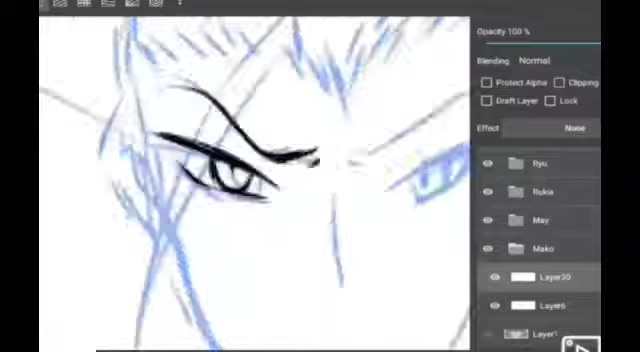 Opacity 100 %
Blending Normal
Protect Alpha Clipping
Draft Layer Lock
Effect None
Ryu
Rukia
May
Mako
Layer30
Layer6
Layer1